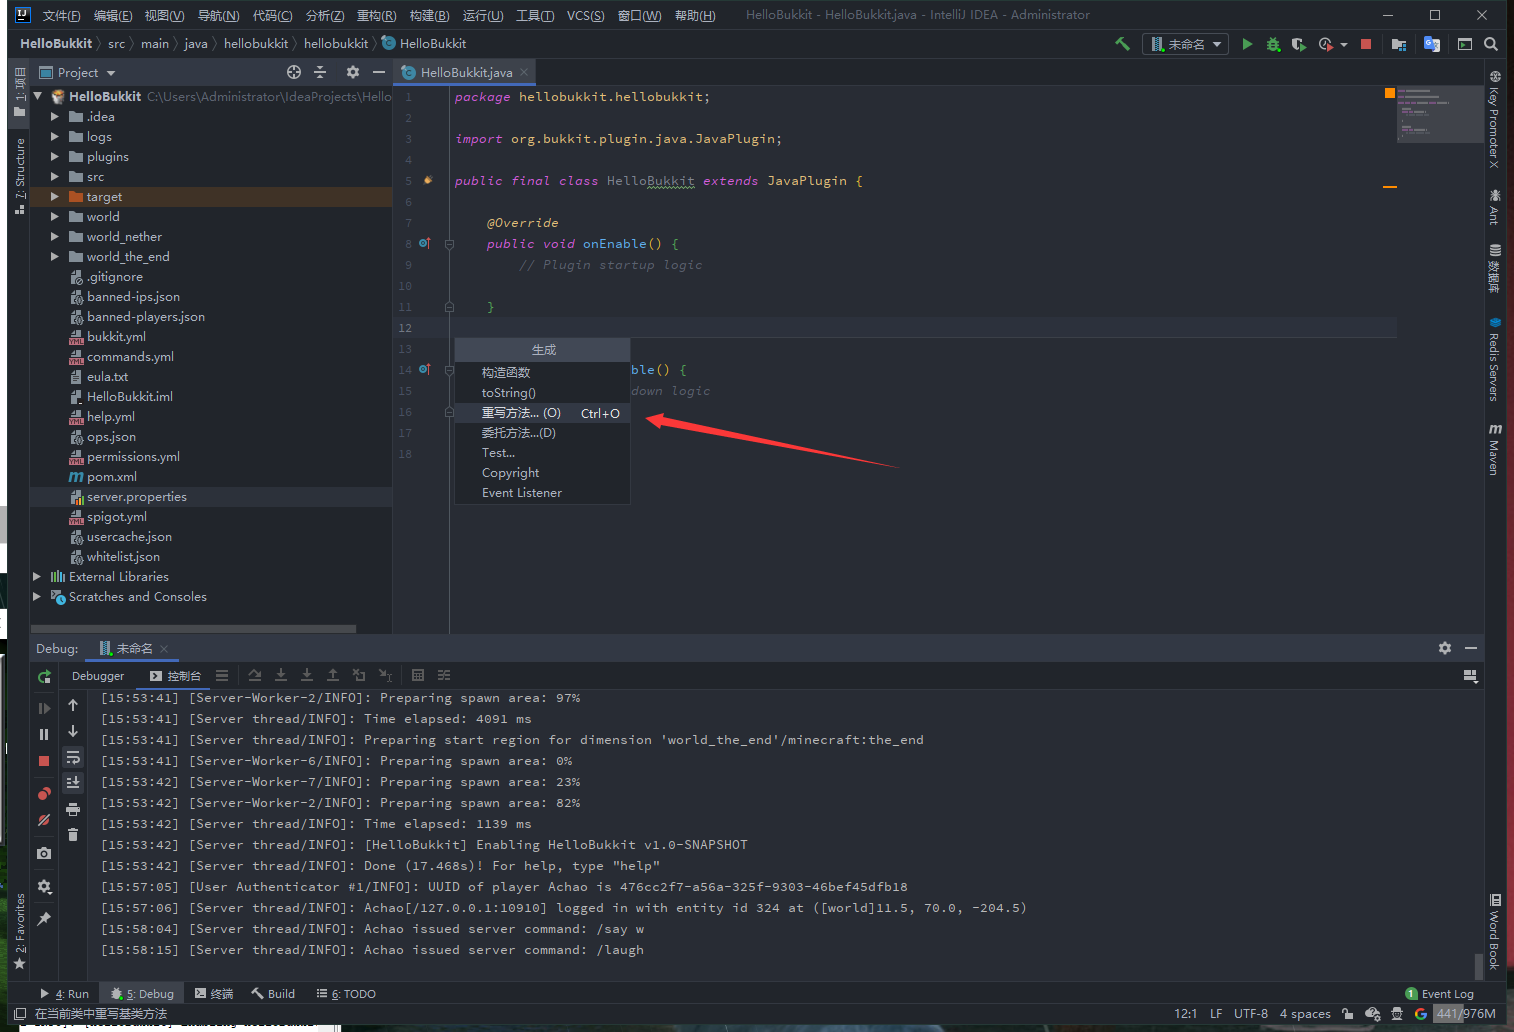 文件(F) 编辑(E) 视图(V) 导航(N) 代码(C) 分析(Z) 重构(R) 构建(B) 运行(U) 工具(T) VCS(S) 窗口(W) 帮助(H) HelloBukkit - HelloBukkit.java - IntelliJ IDEA - Administrator
HelloBukkit src main java hellobukkit hellobukkit HelloBukkit 未命名
1: 项目
7: Structure
2: Favorites
Project
HelloBukkit C:\Users\Administrator\IdeaProjects\Hello
.idea
logs
plugins
src
target
world
world_nether
world_the_end
.gitignore
banned-ips.json
banned-players.json
bukkit.yml
commands.yml
eula.txt
HelloBukkit.iml
help.yml
ops.json
permissions.yml
pom.xml
server.properties
spigot.yml
usercache.json
whitelist.json
External Libraries
Scratches and Consoles
HelloBukkit.java
1 package hellobukkit.hellobukkit;
2
3 import org.bukkit.plugin.java.JavaPlugin;
4
5 public final class HelloBukkit extends JavaPlugin {
6
7 @Override
8 public void onEnable() {
9 // Plugin startup logic
10
11 }
12
13
14 ble() {
15 down logic
16
17
18
生成
构造函数
toString()
重写方法... (O) Ctrl+O
委托方法...(D)
Test...
Copyright
Event Listener
Key Promoter X
Ant
数据库
Redis Servers
Maven
Word Book
Debug: 未命名
Debugger 控制台
[15:53:41] [Server-Worker-2/INFO]: Preparing spawn area: 97%
[15:53:41] [Server thread/INFO]: Time elapsed: 4091 ms
[15:53:41] [Server thread/INFO]: Preparing start region for dimension 'world_the_end'/minecraft:the_end
[15:53:41] [Server-Worker-6/INFO]: Preparing spawn area: 0%
[15:53:42] [Server-Worker-7/INFO]: Preparing spawn area: 23%
[15:53:42] [Server-Worker-2/INFO]: Preparing spawn area: 82%
[15:53:42] [Server thread/INFO]: Time elapsed: 1139 ms
[15:53:42] [Server thread/INFO]: [HelloBukkit] Enabling HelloBukkit v1.0-SNAPSHOT
[15:53:42] [Server thread/INFO]: Done (17.468s)! For help, type "help"
[15:57:05] [User Authenticator #1/INFO]: UUID of player Achao is 476cc2f7-a56a-325f-9303-46bef45dfb18
[15:57:06] [Server thread/INFO]: Achao[/127.0.0.1:10910] logged in with entity id 324 at ([world]11.5, 70.0, -204.5)
[15:58:04] [Server thread/INFO]: Achao issued server command: /say w
[15:58:15] [Server thread/INFO]: Achao issued server command: /laugh
4: Run 5: Debug 终端 Build 6: TODO 1 Event Log
在当前类中重写基类方法 12:1 LF UTF-8 4 spaces 441/976M